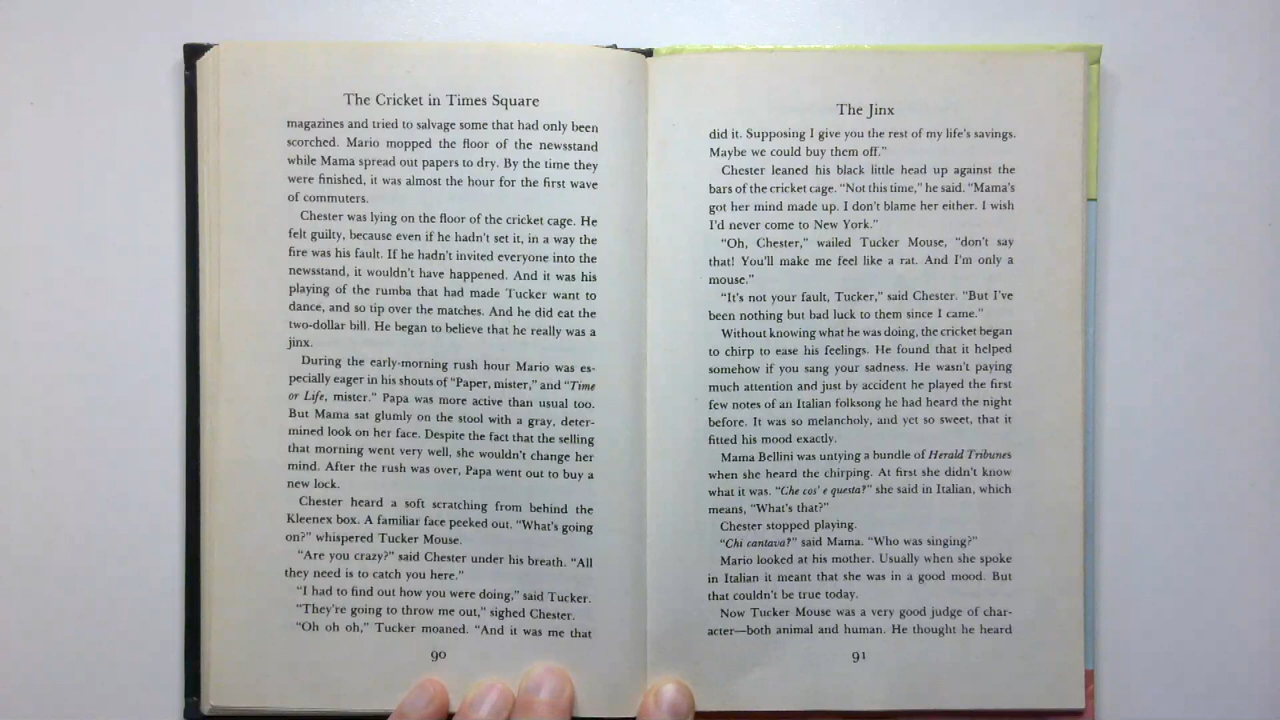 The Cricket in Times Square
magazines and tried to salvage some that had only been
scorched. Mario mopped the floor of the newsstand
while Mama spread out papers to dry. By the time they
were finished, it was almost the hour for the first wave
of commuters.
Chester was lying on the floor of the cricket cage. He
felt guilty, because even if he hadn't set it, in a way the
fire was his fault. If he hadn't invited everyone into the
newsstand, it wouldn't have happened. And it was his
playing of the rumba that had made Tucker want to
dance, and so tip over the matches. And he did eat the
two-dollar bill. He began to believe that he really was a
jinx.
During the early-morning rush hour Mario was es-
pecially eager in his shouts of “Paper, mister,” and “Time
or Life, mister.” Papa was more active than usual too.
But Mama sat glumly on the stool with a gray, deter-
mined look on her face. Despite the fact that the selling
that morning went very well, she wouldn't change her
mind. After the rush was over, Papa went out to buy a
new lock.
Chester heard a soft scratching from behind the
Kleenex box. A familiar face peeked out. “What's going
on?” whispered Tucker Mouse.
“Are you crazy?” said Chester under his breath. “All
they need is to catch you here.”
“I had to find out how you were doing,” said Tucker.
“They're going to throw me out,” sighed Chester.
“Oh oh oh,” Tucker moaned. “And it was me that
90
The Jinx
did it. Supposing I give you the rest of my life's savings.
Maybe we could buy them off.”
Chester leaned his black little head up against the
bars of the cricket cage. “Not this time,” he said. “Mama's
got her mind made up. I don't blame her either. I wish
I'd never come to New York.”
“Oh, Chester,” wailed Tucker Mouse, “don't say
that! You'll make me feel like a rat. And I'm only a
mouse.”
“It's not your fault, Tucker,” said Chester. “But I've
been nothing but bad luck to them since I came.”
Without knowing what he was doing, the cricket began
to chirp to ease his feelings. He found that it helped
somehow if you sang your sadness. He wasn't paying
much attention and just by accident he played the first
few notes of an Italian folksong he had heard the night
before. It was so melancholy, and yet so sweet, that it
fitted his mood exactly.
Mama Bellini was untying a bundle of Herald Tribunes
when she heard the chirping. At first she didn't know
what it was. “Che cos' e questa?” she said in Italian, which
means, “What's that?”
Chester stopped playing.
“Chi cantava?” said Mama. “Who was singing?”
Mario looked at his mother. Usually when she spoke
in Italian it meant that she was in a good mood. But
that couldn't be true today.
Now Tucker Mouse was a very good judge of char-
acter—both animal and human. He thought he heard
91